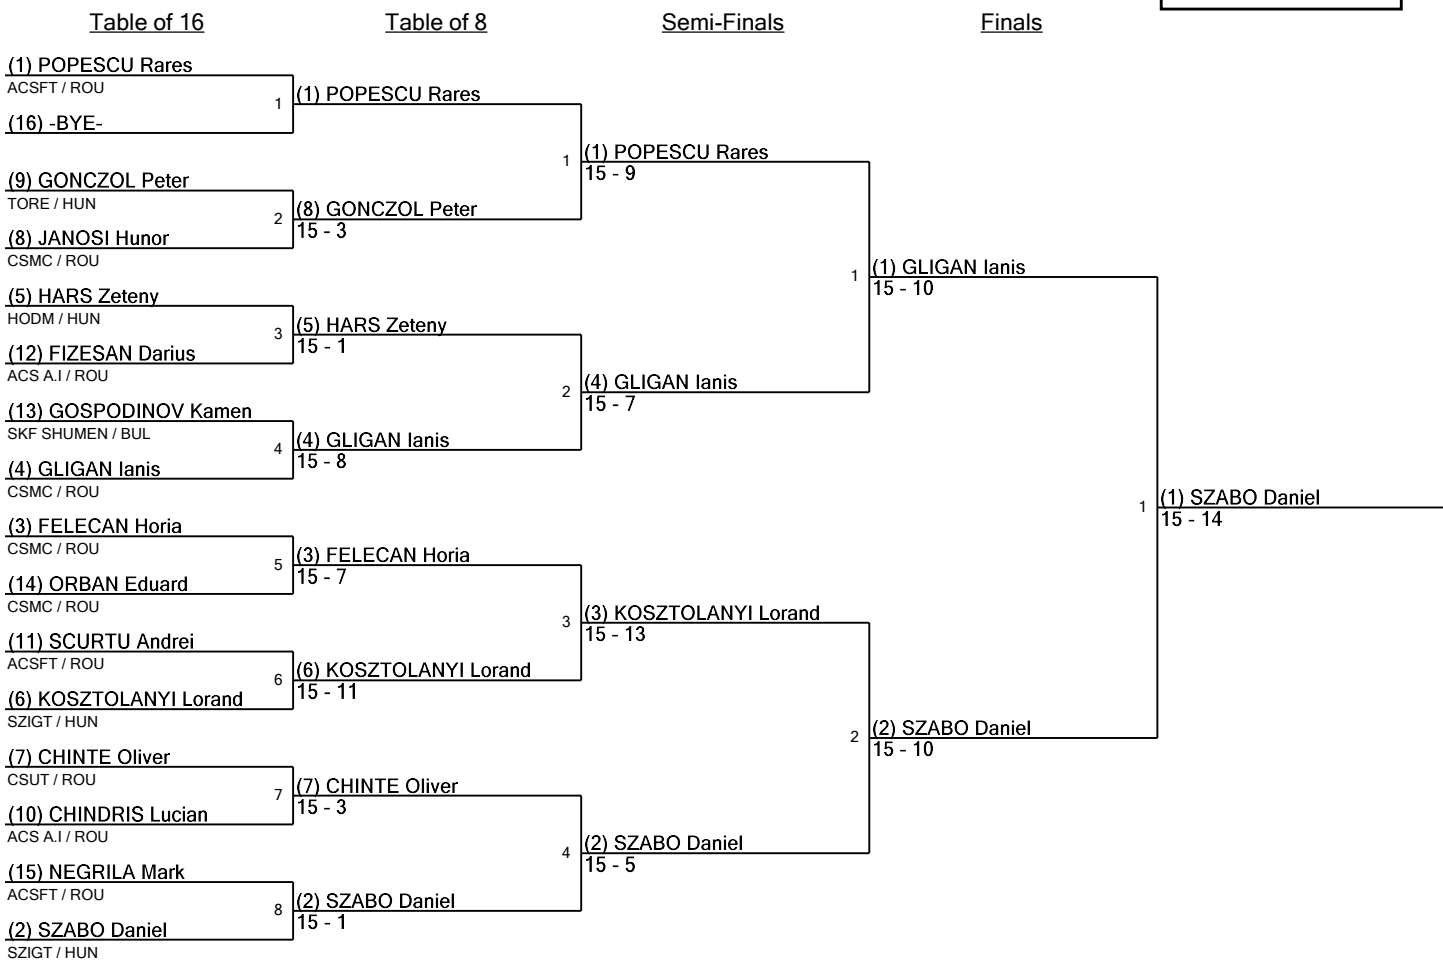 Table of 16
Table of 8
Semi-Finals
Finals
(1) POPESCU Rares
ACSFT / ROU
(16) -BYE-
(9) GONCZOL Peter
TORE / HUN
(8) JANOSI Hunor
CSMC / ROU
(5) HARS Zeteny
HODM / HUN
(12) FIZESAN Darius
ACS A.I / ROU
(13) GOSPODINOV Kamen
SKF SHUMEN / BUL
(4) GLIGAN Ianis
CSMC / ROU
(3) FELECAN Horia
CSMC / ROU
(14) ORBAN Eduard
CSMC / ROU
(11) SCURTU Andrei
ACSFT / ROU
(6) KOSZTOLANYI Lorand
SZIGT / HUN
(7) CHINTE Oliver
CSUT / ROU
(10) CHINDRIS Lucian
ACS A.I / ROU
(15) NEGRILA Mark
ACSFT / ROU
(2) SZABO Daniel
SZIGT / HUN
1
(1) POPESCU Rares
2
(8) GONCZOL Peter
15 - 3
3
(5) HARS Zeteny
15 - 1
4
(4) GLIGAN Ianis
15 - 8
5
(3) FELECAN Horia
15 - 7
6
(6) KOSZTOLANYI Lorand
15 - 11
7
(7) CHINTE Oliver
15 - 3
8
(2) SZABO Daniel
15 - 1
1
(1) POPESCU Rares
15 - 9
2
(4) GLIGAN Ianis
15 - 7
3
(3) KOSZTOLANYI Lorand
15 - 13
4
(2) SZABO Daniel
15 - 5
1
(1) GLIGAN Ianis
15 - 10
2
(2) SZABO Daniel
15 - 10
1
(1) SZABO Daniel
15 - 14